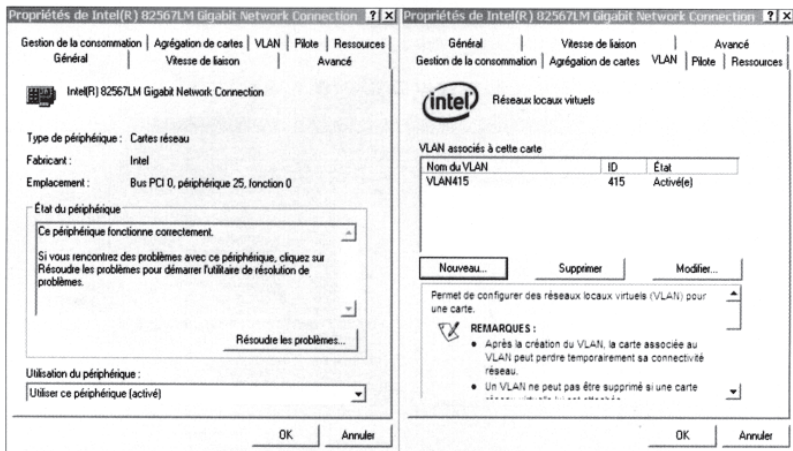 Propriétés de Intel(R) 82567LM Gigabit Network Connection
Gestion de la consommation | Agrégation de cartes | VLAN | Pilote | Ressources
Général | Vitesse de liaison | Avancé
Intel(R) 82567LM Gigabit Network Connection
Type de périphérique : Cartes réseau
Fabricant : Intel
Emplacement : Bus PCI 0, périphérique 25, fonction 0
État du périphérique
Ce périphérique fonctionne correctement.
Si vous rencontrez des problèmes avec ce périphérique, cliquez sur
Résoudre les problèmes pour démarrer l'utilitaire de résolution de
problèmes.
Résoudre les problèmes...
Utilisation du périphérique :
Utiliser ce périphérique (activé)
OK Annuler
Propriétés de Intel(R) 82567LM Gigabit Network Connection
Général | Vitesse de liaison | Avancé
Gestion de la consommation | Agrégation de cartes | VLAN | Pilote | Ressources
intel
Réseaux locaux virtuels
VLAN associés à cette carte
Nom du VLAN ID État
VLAN415 415 Activé(e)
Nouveau... Supprimer Modifier...
Permet de configurer des réseaux locaux virtuels (VLAN) pour
une carte.
REMARQUES :
• Après la création du VLAN, la carte associée au
VLAN peut perdre temporairement sa connectivité
réseau.
• Un VLAN ne peut pas être supprimé si une carte
OK Annuler